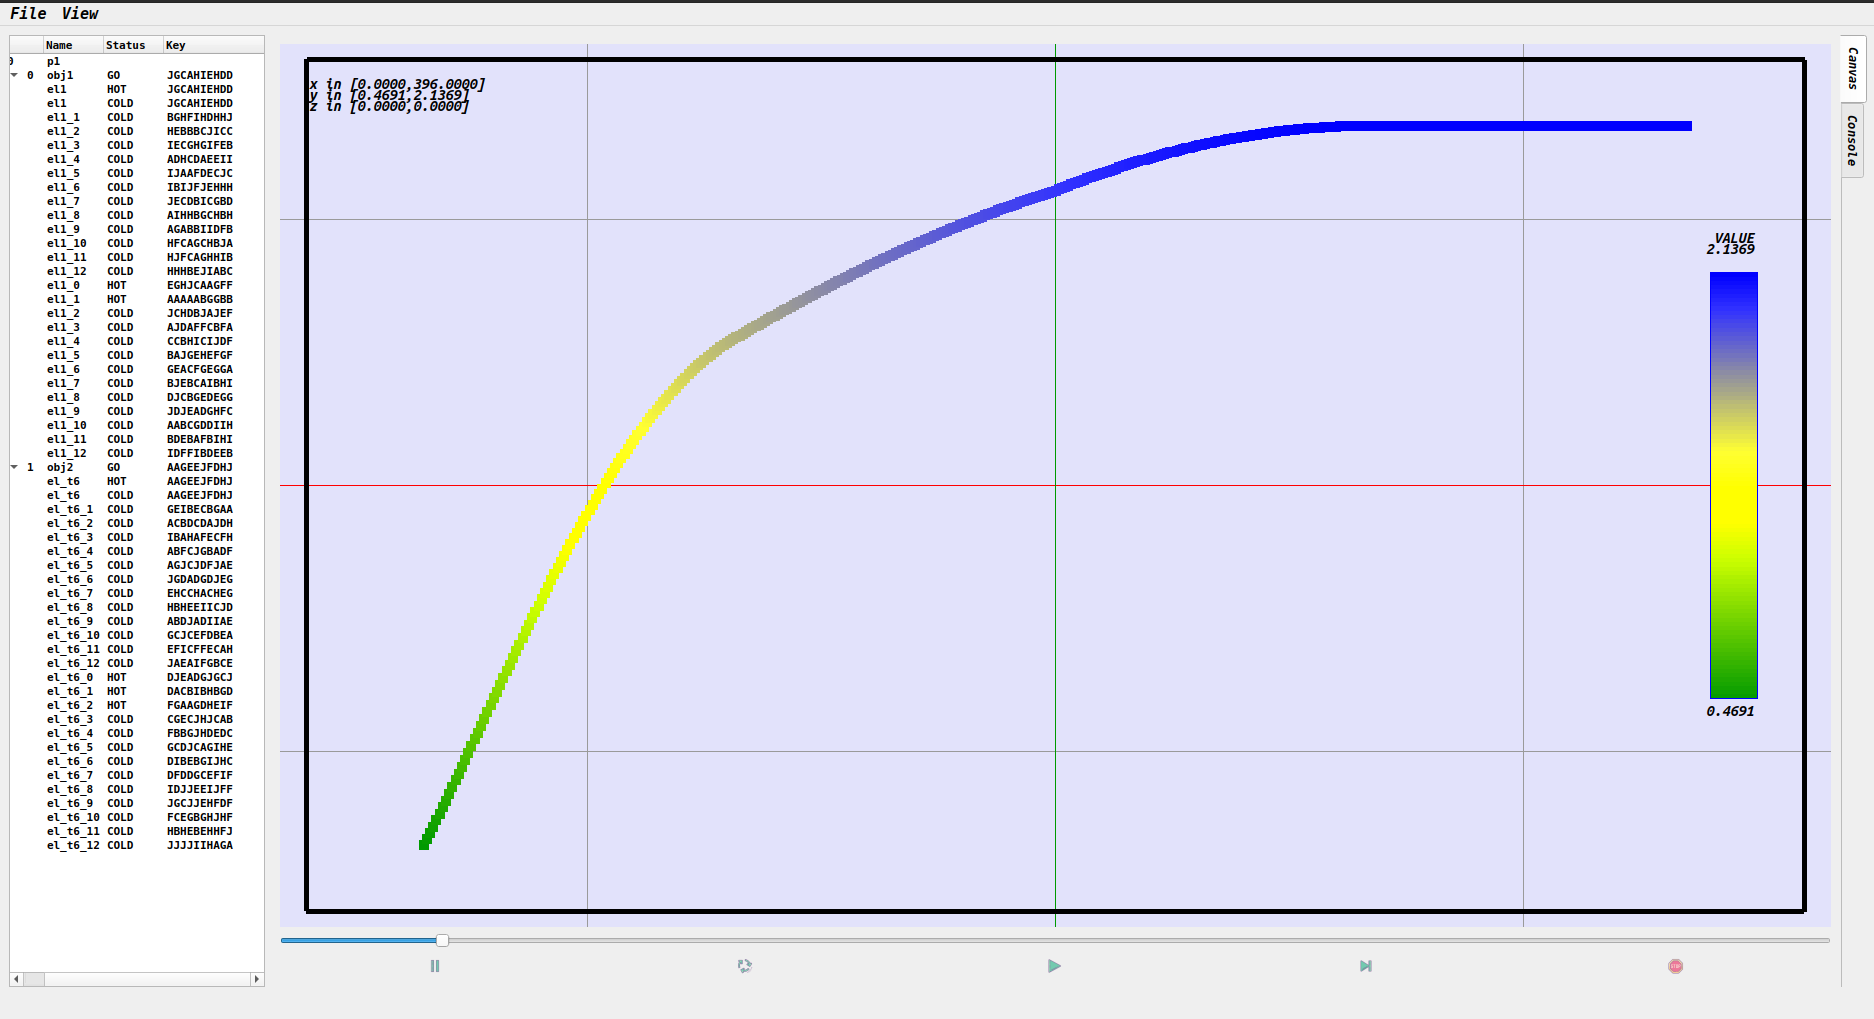 File View
Name Status Key
0 p1
0 obj1 GO JGCAHIEHDD
el1 HOT JGCAHIEHDD
el1 COLD JGCAHIEHDD
el1_1 COLD BGHFIHDHHJ
el1_2 COLD HEBBBCJICC
el1_3 COLD IECGHGIFEB
el1_4 COLD ADHCDAEEII
el1_5 COLD IJAAFDECJC
el1_6 COLD IBIJFJEHHH
el1_7 COLD JECDBICGBD
el1_8 COLD AIHHBGCHBH
el1_9 COLD AGABBIIDFB
el1_10 COLD HFCAGCHBJA
el1_11 COLD HJFCAGHHIB
el1_12 COLD HHHBEJIABC
el1_0 HOT EGHJCAAGFF
el1_1 HOT AAAAABGGBB
el1_2 COLD JCHDBJAJEF
el1_3 COLD AJDAFFCBFA
el1_4 COLD CCBHICIJDF
el1_5 COLD BAJGEHEFGF
el1_6 COLD GEACFGEGGA
el1_7 COLD BJEBCAIBHI
el1_8 COLD DJCBGEDEGG
el1_9 COLD JDJEADGHFC
el1_10 COLD AABCGDDIIH
el1_11 COLD BDEBAFBIHI
el1_12 COLD IDFFIBDEEB
1 obj2 GO AAGEEJFDHJ
el_t6 HOT AAGEEJFDHJ
el_t6 COLD AAGEEJFDHJ
el_t6_1 COLD GEIBECBGAA
el_t6_2 COLD ACBDCDAJDH
el_t6_3 COLD IBAHAFECFH
el_t6_4 COLD ABFCJGBADF
el_t6_5 COLD AGJCJDFJAE
el_t6_6 COLD JGDADGDJEG
el_t6_7 COLD EHCCHACHEG
el_t6_8 COLD HBHEEIICJD
el_t6_9 COLD ABDJADIIAE
el_t6_10 COLD GCJCEFDBEA
el_t6_11 COLD EFICFFECAH
el_t6_12 COLD JAEAIFGBCE
el_t6_0 HOT DJEADGJGCJ
el_t6_1 HOT DACBIBHBGD
el_t6_2 HOT FGAAGDHEIF
el_t6_3 COLD CGECJHJCAB
el_t6_4 COLD FBBGJHDEDC
el_t6_5 COLD GCDJCAGIHE
el_t6_6 COLD DIBEBGIJHC
el_t6_7 COLD DFDDGCEFIF
el_t6_8 COLD IDJJEEIJFF
el_t6_9 COLD JGCJJEHFDF
el_t6_10 COLD FCEGBGHJHF
el_t6_11 COLD HBHEBEHHFJ
el_t6_12 COLD JJJJIIHAGA
x in [0.0000,396.0000]
y in [0.4691,2.1369]
z in [0.0000,0.0000]
VALUE
2.1369
0.4691
Canvas
Console
STOP